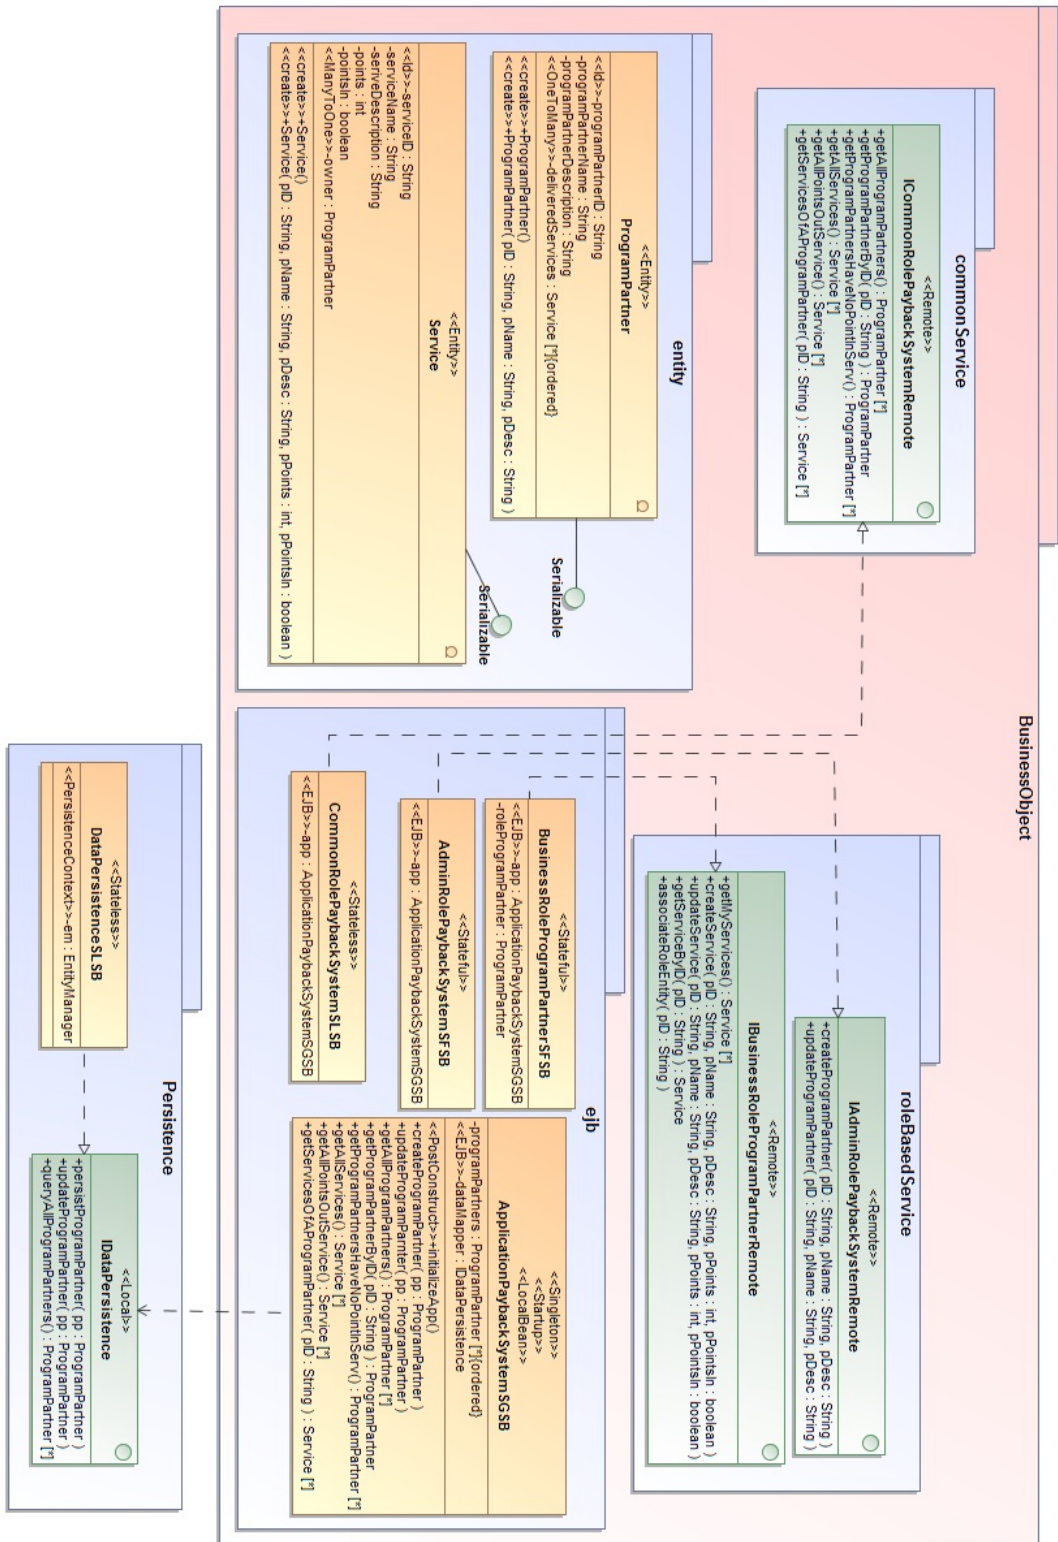 BusinessObject
commonService
<<Remote>>
ICommonRolePaybackSystemRemote
+getAllProgramPartners() : ProgramPartner [*]
+getProgramPartnerByID( pID : String ) : ProgramPartner
+getProgramPartnersHaveNoPointInServ() : ProgramPartner [*]
+getAllServices() : Service [*]
+getAllPointsOutService() : Service [*]
+getServicesOfAProgramPartner( pID : String ) : Service [*]
roleBasedService
<<Remote>>
IAdminRolePaybackSystemRemote
+createProgramPartner( pID : String, pName : String, pDesc : String )
+updateProgramPartner( pID : String, pName : String, pDesc : String )
<<Remote>>
IBusinessRoleProgramPartnerRemote
+getMyServices() : Service [*]
+createService( pID : String, pName : String, pDesc : String, pPoints : int, pPointsIn : boolean )
+updateService( pID : String, pName : String, pDesc : String, pPoints : int, pPointsIn : boolean )
+getServiceByID( pID : String ) : Service
+associateRoleEntity( pID : String )
entity
<<Entity>>
ProgramPartner
<<Id>>-programPartnerID : String
-programPartnerName : String
-programPartnerDescription : String
<<OneToMany>>-deliveredServices : Service [*]{ordered}
<<create>>+ProgramPartner()
<<create>>+ProgramPartner( pID : String, pName : String, pDesc : String )
Serializable
<<Entity>>
Service
<<Id>>-serviceID : String
-serviceName : String
-seriveDescription : String
-points : int
-pointsIn : boolean
<<ManyToOne>>-owner : ProgramPartner
<<create>>+Service()
<<create>>+Service( pID : String, pName : String, pDesc : String, pPoints : int, pPointsIn : boolean )
Serializable
ejb
<<Stateful>>
BusinessRoleProgramPartnerSFSB
<<EJB>>-app : ApplicationPaybackSystemSGSB
-roleProgramPartner : ProgramPartner
<<Stateful>>
AdminRolePaybackSystemSFSB
<<EJB>>-app : ApplicationPaybackSystemSGSB
<<Stateless>>
CommonRolePaybackSystemSLSB
<<EJB>>-app : ApplicationPaybackSystemSGSB
<<Singleton>>
<<Startup>>
<<LocalBean>>
ApplicationPaybackSystemSGSB
-programPartners : ProgramPartner [*]{ordered}
<<EJB>>-dataMapper : IDataPersistence
<<PostConstruct>>+initializeApp()
+createProgramPartner( pp : ProgramPartner )
+updateProgramParnter( pp : ProgramPartner )
+getAllProgramPartners() : ProgramPartner [*]
+getProgramPartnerByID( pID : String ) : ProgramPartner
+getProgramPartnersHaveNoPointInServ() : ProgramPartner [*]
+getAllServices() : Service [*]
+getAllPointsOutService() : Service [*]
+getServicesOfAProgramPartner( pID : String ) : Service [*]
Persistence
<<Stateless>>
DataPersistenceSLSB
<<PersistenceContext>>-em : EntityManager
<<Local>>
IDataPersistence
+persistProgramPartner( pp : ProgramPartner )
+updateProgramPartner( pp : ProgramPartner )
+queryAllProgramPartners() : ProgramPartner [*]